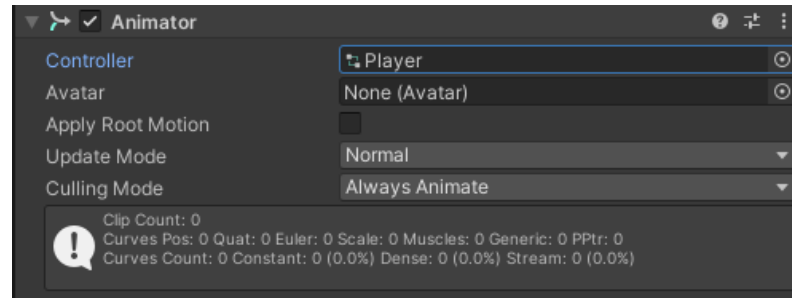 Animator
Controller Player
Avatar None (Avatar)
Apply Root Motion
Update Mode Normal
Culling Mode Always Animate
Clip Count: 0
Curves Pos: 0 Quat: 0 Euler: 0 Scale: 0 Muscles: 0 Generic: 0 PPtr: 0
Curves Count: 0 Constant: 0 (0.0%) Dense: 0 (0.0%) Stream: 0 (0.0%)